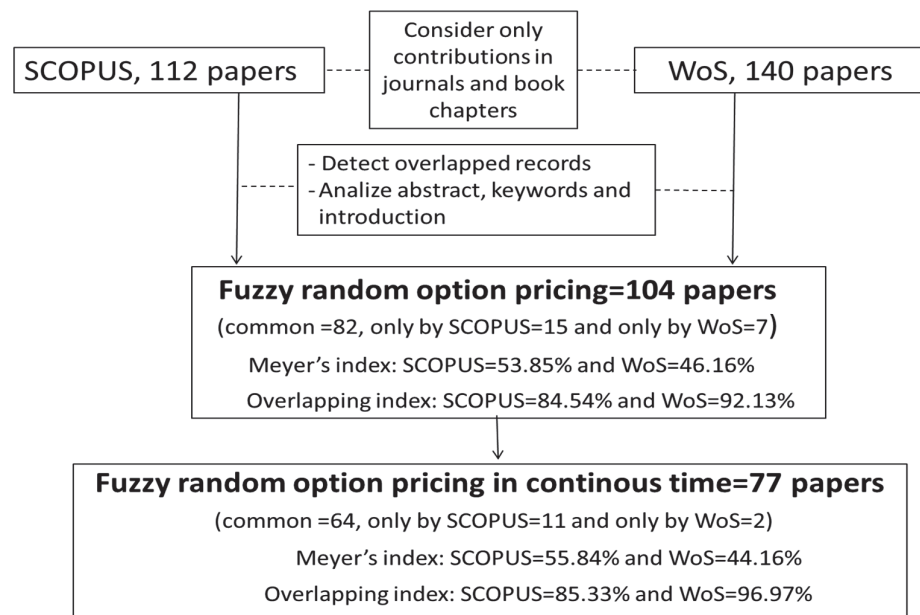 SCOPUS, 112 papers
Consider only
contributions in
journals and book
chapters
WoS, 140 papers
- Detect overlapped records
- Analize abstract, keywords and
introduction
Fuzzy random option pricing=104 papers
(common =82, only by SCOPUS=15 and only by WoS=7)
Meyer’s index: SCOPUS=53.85% and WoS=46.16%
Overlapping index: SCOPUS=84.54% and WoS=92.13%
Fuzzy random option pricing in continous time=77 papers
(common =64, only by SCOPUS=11 and only by WoS=2)
Meyer’s index: SCOPUS=55.84% and WoS=44.16%
Overlapping index: SCOPUS=85.33% and WoS=96.97%